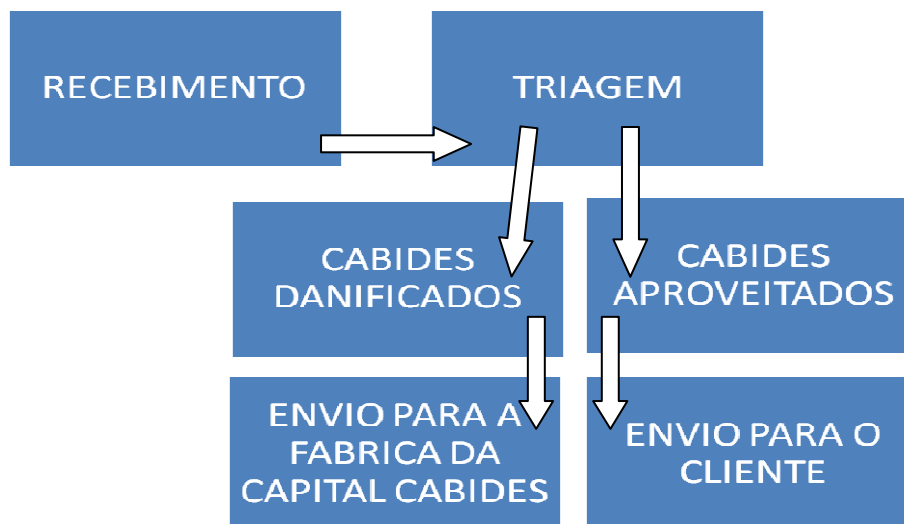 RECEBIMENTO
TRIAGEM
CABIDES
DANIFICADOS
CABIDES
APROVEITADOS
ENVIO PARA A
FABRICA DA
CAPITAL CABIDES
ENVIO PARA O
CLIENTE